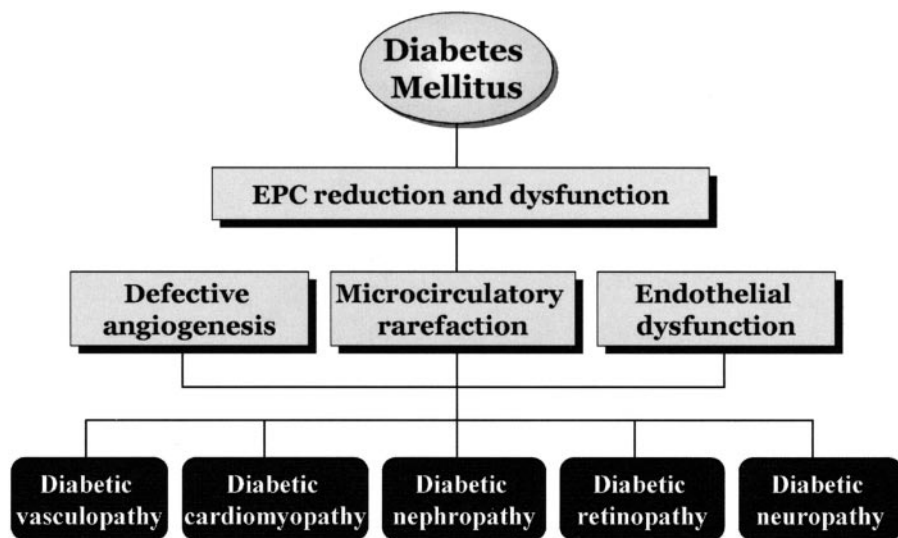 Diabetes
Mellitus
EPC reduction and dysfunction
Defective
angiogenesis
Microcirculatory
rarefaction
Endothelial
dysfunction
Diabetic
vasculopathy
Diabetic
cardiomyopathy
Diabetic
nephropathy
Diabetic
retinopathy
Diabetic
neuropathy